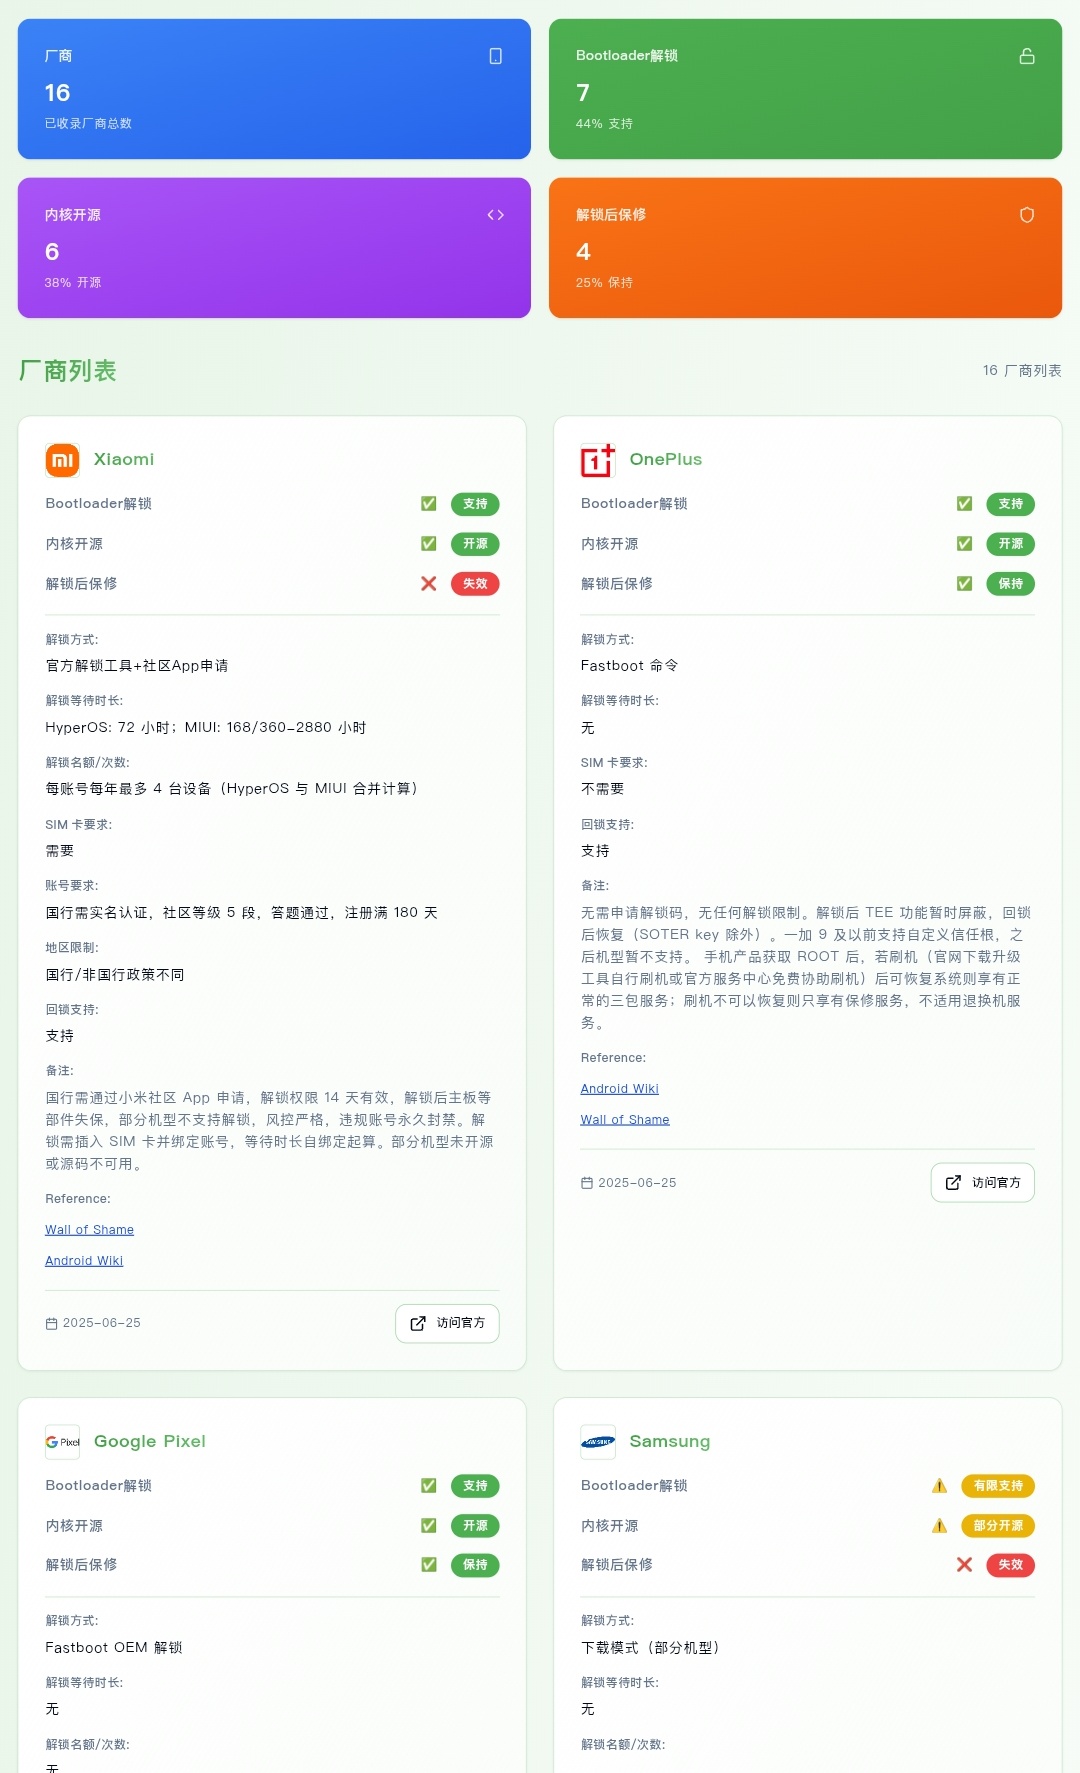 厂商
16
已收录厂商总数
Bootloader解锁
7
44% 支持
内核开源
6
38% 开源
解锁后保修
4
25% 保持
厂商列表
16 厂商列表
Xiaomi
Bootloader解锁 支持
内核开源 开源
解锁后保修 失效
解锁方式:
官方解锁工具+社区App申请
解锁等待时长:
HyperOS: 72 小时；MIUI: 168/360-2880 小时
解锁名额/次数:
每账号每年最多 4 台设备（HyperOS 与 MIUI 合并计算）
SIM 卡要求:
需要
账号要求:
国行需实名认证，社区等级 5 段，答题通过，注册满 180 天
地区限制:
国行/非国行政策不同
回锁支持:
支持
备注:
国行需通过小米社区 App 申请，解锁权限 14 天有效，解锁后主板等
部件失保，部分机型不支持解锁，风控严格，违规账号永久封禁。解
锁需插入 SIM 卡并绑定账号，等待时长自绑定起算。部分机型未开源
或源码不可用。
Reference:
Wall of Shame
Android Wiki
2025-06-25 访问官方
OnePlus
Bootloader解锁 支持
内核开源 开源
解锁后保修 保持
解锁方式:
Fastboot 命令
解锁等待时长:
无
SIM 卡要求:
不需要
回锁支持:
支持
备注:
无需申请解锁码，无任何解锁限制。解锁后 TEE 功能暂时屏蔽，回锁
后恢复（SOTER key 除外）。一加 9 及以前支持自定义信任根，之
后机型暂不支持。 手机产品获取 ROOT 后，若刷机（官网下载升级
工具自行刷机或官方服务中心免费协助刷机）后可恢复系统则享有正
常的三包服务；刷机不可以恢复则只享有保修服务，不适用退换机服
务。
Reference:
Android Wiki
Wall of Shame
2025-06-25 访问官方
G Pixel
Google Pixel
Bootloader解锁 支持
内核开源 开源
解锁后保修 保持
解锁方式:
Fastboot OEM 解锁
解锁等待时长:
无
解锁名额/次数:
无
SAMSUNG
Samsung
Bootloader解锁 有限支持
内核开源 部分开源
解锁后保修 失效
解锁方式:
下载模式（部分机型）
解锁等待时长:
无
解锁名额/次数: